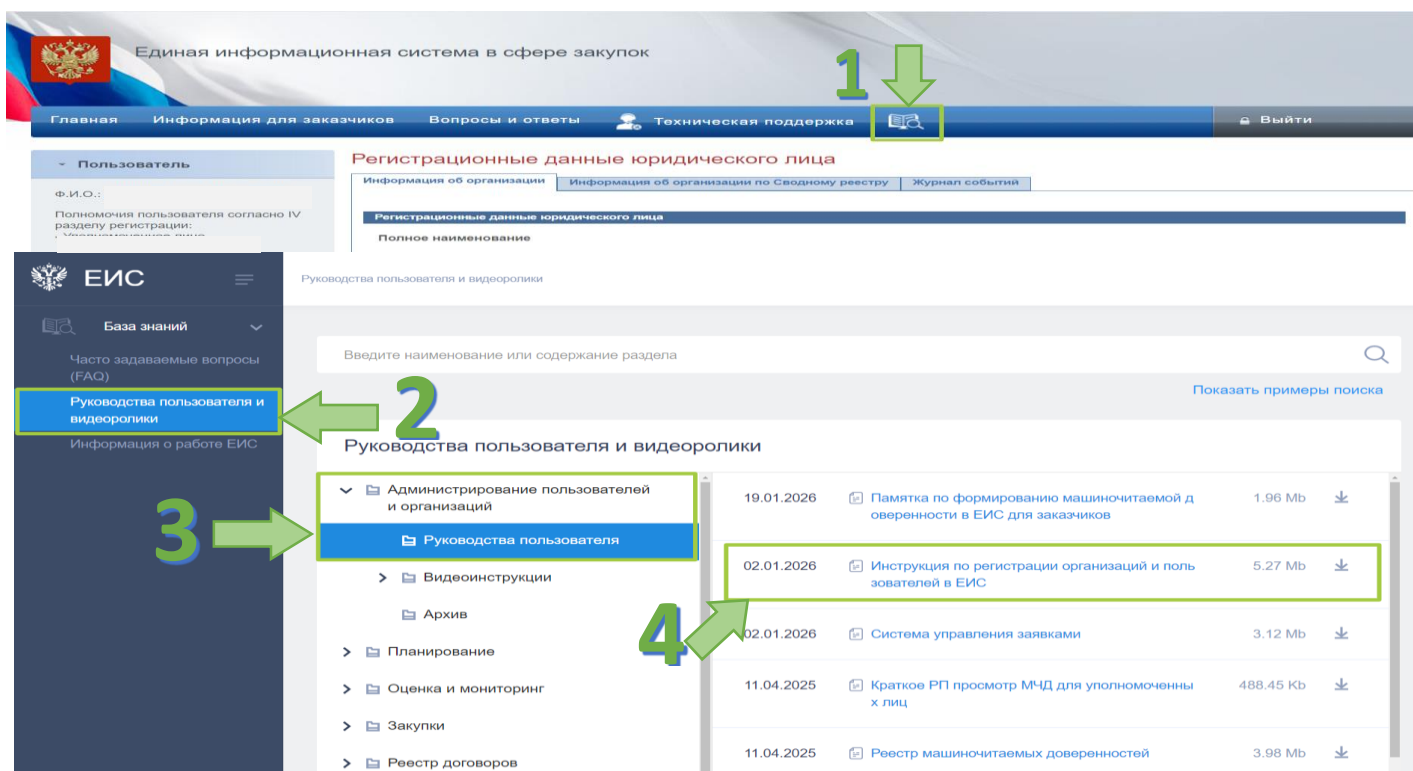 Единая информационная система в сфере закупок
1
Главная Информация для заказчиков Вопросы и ответы Техническая поддержка Выйти
Пользователь
Ф.И.О.:
Полномочия пользователя согласно IV
разделу регистрации:
Регистрационные данные юридического лица
Информация об организации Информация об организации по Сводному реестру Журнал событий
Регистрационные данные юридического лица
Полное наименование
ЕИС
База знаний
Часто задаваемые вопросы
(FAQ)
Руководства пользователя и
видеоролики
Информация о работе ЕИС
Руководства пользователя и видеоролики
Введите наименование или содержание раздела
Показать примеры поиска
2
Руководства пользователя и видеоролики
3
Администрирование пользователей
и организаций
Руководства пользователя
Видеоинструкции
Архив
Планирование
Оценка и мониторинг
Закупки
Реестр договоров
4
19.01.2026 Памятка по формированию машиночитаемой д
оверенности в ЕИС для заказчиков 1.96 Mb
02.01.2026 Инструкция по регистрации организаций и поль
зователей в ЕИС 5.27 Mb
02.01.2026 Система управления заявками 3.12 Mb
11.04.2025 Краткое РП просмотр МЧД для уполномоченны
х лиц 488.45 Kb
11.04.2025 Реестр машиночитаемых доверенностей 3.98 Mb